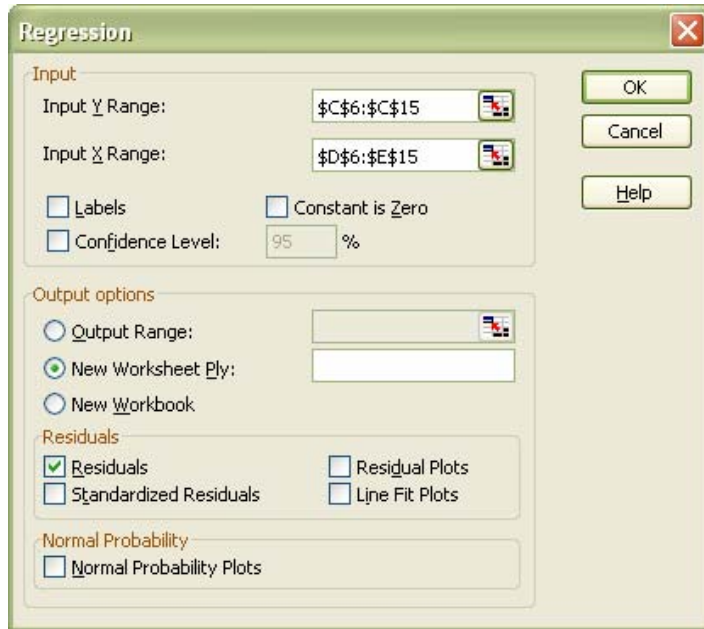 Regression
Input
Input Y Range:
$C$6:$C$15
Input X Range:
$D$6:$E$15
Labels
Constant is Zero
Confidence Level:
95
%
OK
Cancel
Help
Output options
Output Range:
New Worksheet Ply:
New Workbook
Residuals
Residuals
Residual Plots
Standardized Residuals
Line Fit Plots
Normal Probability
Normal Probability Plots